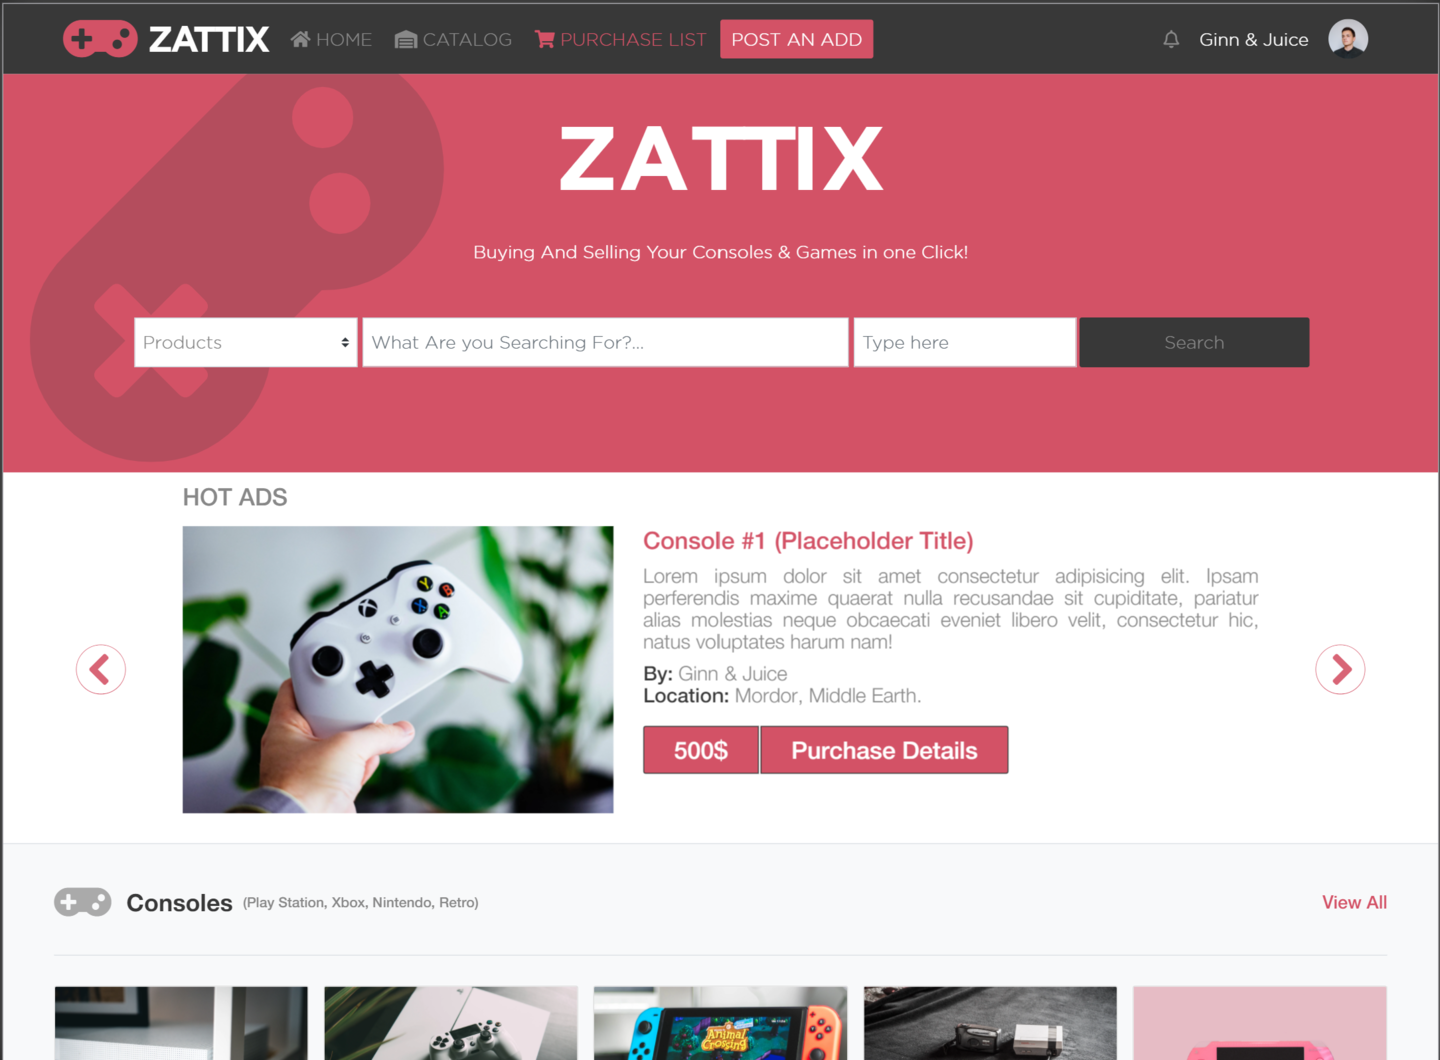 ZATTIX HOME CATALOG PURCHASE LIST POST AN ADD Ginn & Juice
ZATTIX
Buying And Selling Your Consoles & Games in one Click!
Products What Are you Searching For?... Type here Search
HOT ADS
Console #1 (Placeholder Title)
Lorem ipsum dolor sit amet consectetur adipisicing elit. Ipsam
perferendis maxime quaerat nulla recusandae sit cupiditate, pariatur
alias molestias neque obcaecati eveniet libero velit, consectetur hic,
natus voluptates harum nam!
By: Ginn & Juice
Location: Mordor, Middle Earth.
500$ Purchase Details
Y
B
X
A
Consoles (Play Station, Xbox, Nintendo, Retro) View All
Animal
Crossing